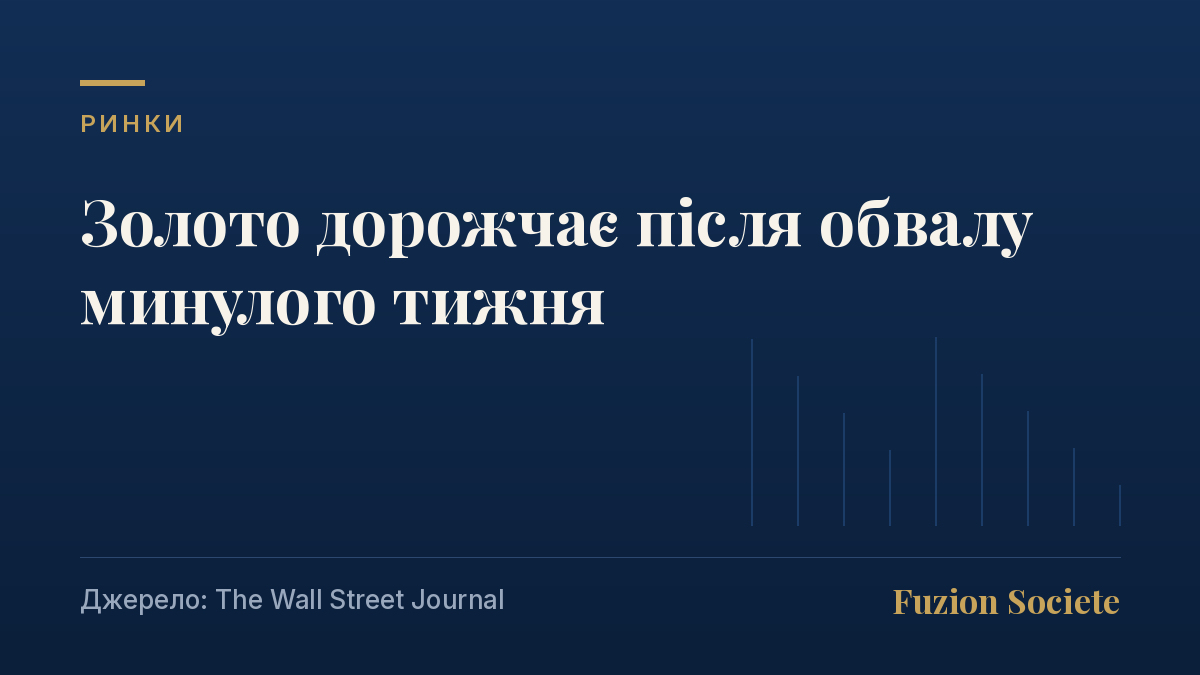 РИНКИ
Золото дорожчає після обвалу
минулого тижня
Джерело: The Wall Street Journal
Fuzion Societe